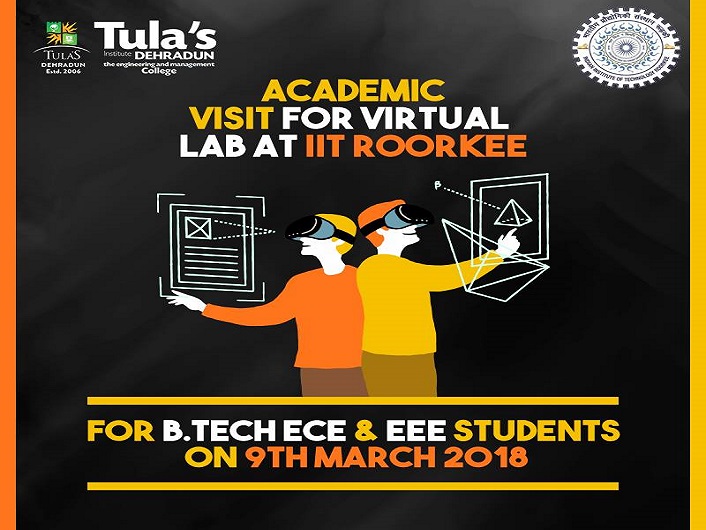 TULA'S
DEHRADUN
Estd. 2006
Tula's
Institute DEHRADUN
the engineering and management
College
ACADEMIC
VISIT FOR VIRTUAL
LAB AT IIT ROORKEE
B
FOR B.TECH ECE & EEE STUDENTS
ON 9TH MARCH 2018